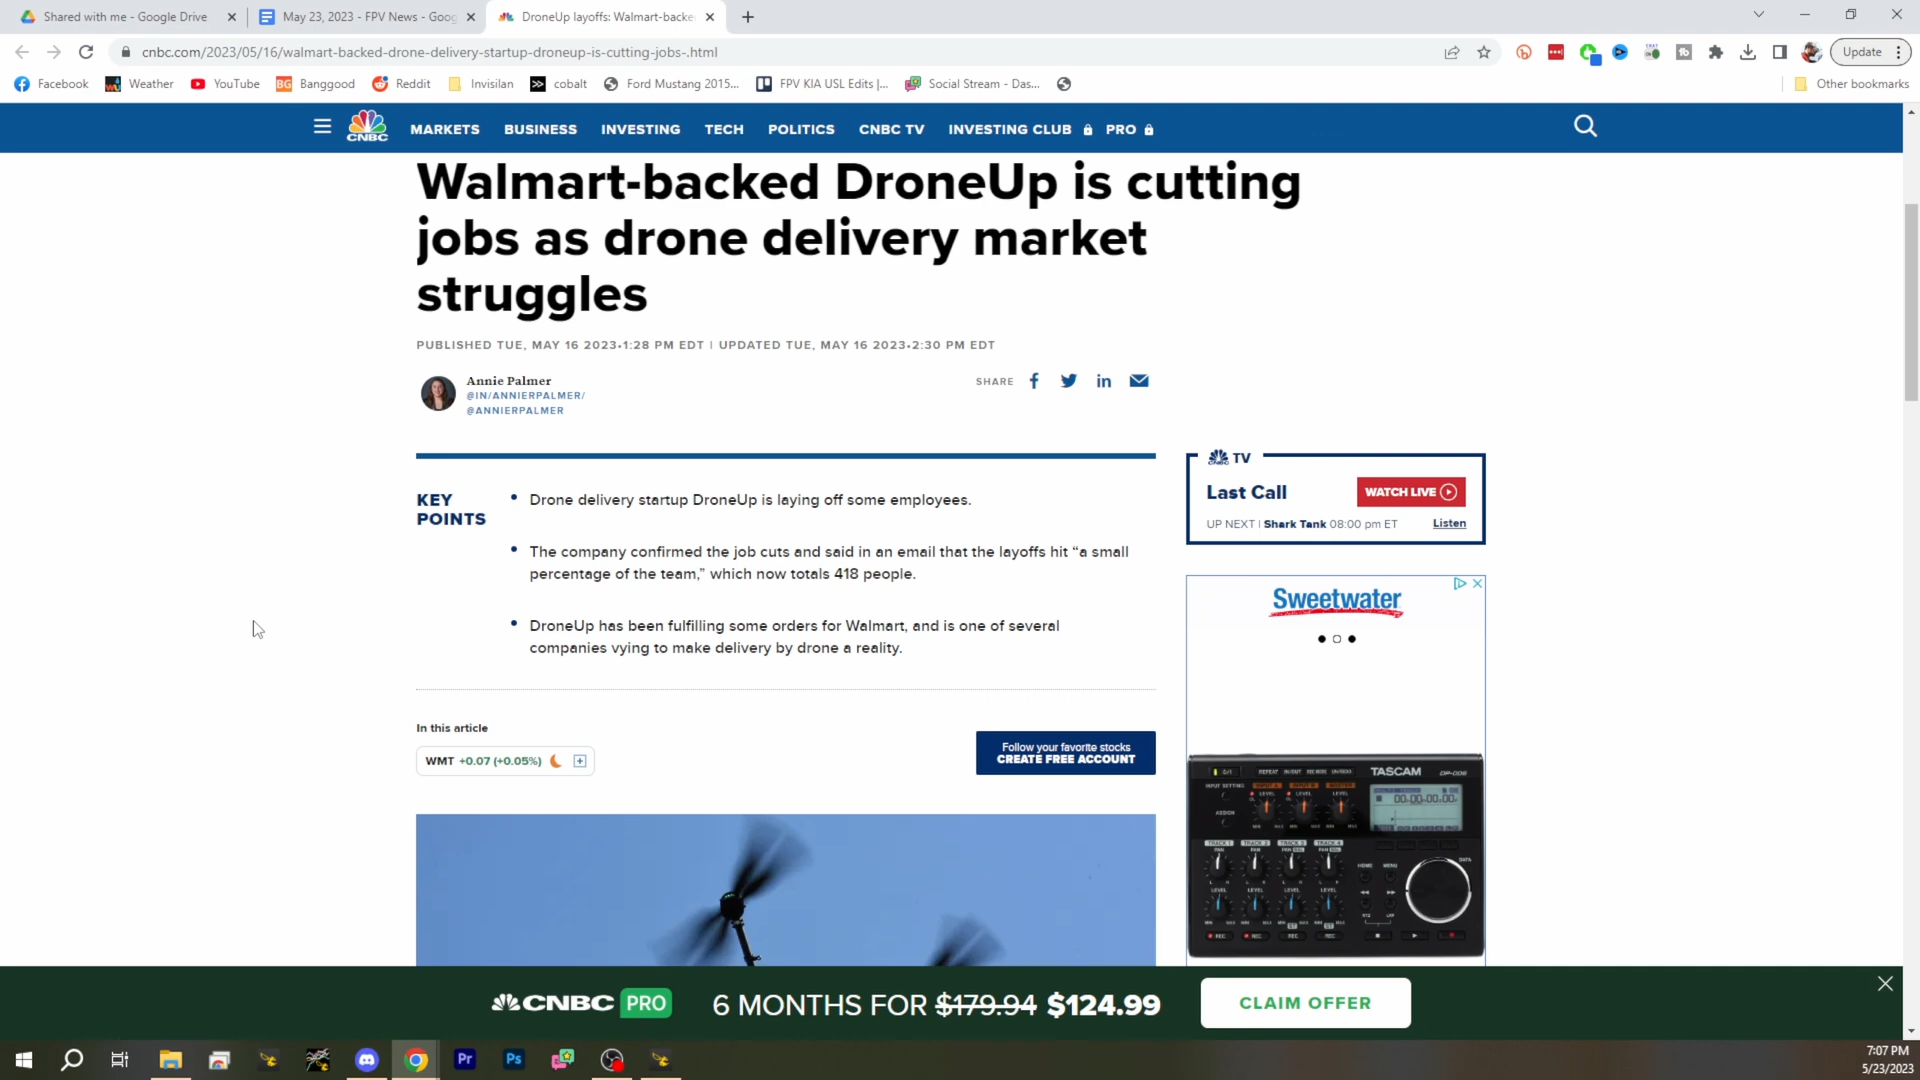 Shared with me - Google Drive
May 23, 2023 - FPV News - Goog
DroneUp layoffs: Walmart-backe
cnbc.com/2023/05/16/walmart-backed-drone-delivery-startup-droneup-is-cutting-jobs-.html
Update
Facebook
Weather
YouTube
BG Banggood
Reddit
Invisilan
cobalt
Ford Mustang 2015...
FPV KIA USL Edits |...
Social Stream - Das...
Other bookmarks
CNBC
MARKETS BUSINESS INVESTING TECH POLITICS CNBC TV INVESTING CLUB PRO
Walmart-backed DroneUp is cutting
jobs as drone delivery market
struggles
PUBLISHED TUE, MAY 16 2023•1:28 PM EDT | UPDATED TUE, MAY 16 2023•2:30 PM EDT
Annie Palmer
@IN/ANNIERPALMER/
@ANNIERPALMER
SHARE
KEY
POINTS
Drone delivery startup DroneUp is laying off some employees.
The company confirmed the job cuts and said in an email that the layoffs hit “a small
percentage of the team,” which now totals 418 people.
DroneUp has been fulfilling some orders for Walmart, and is one of several
companies vying to make delivery by drone a reality.
TV
Last Call
WATCH LIVE
UP NEXT | Shark Tank 08:00 pm ET
Listen
Sweetwater
In this article
WMT +0.07 (+0.05%)
Follow your favorite stocks
CREATE FREE ACCOUNT
TASCAM
CNBC PRO
6 MONTHS FOR $179.94 $124.99
CLAIM OFFER
Pr
Ps
7:07 PM
5/23/2023